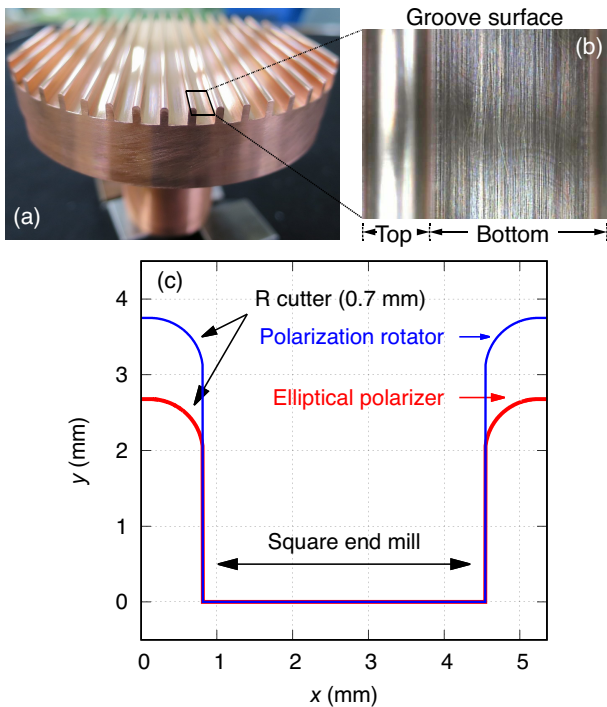 Groove surface
(a)
(b)
Top
Bottom
(c)
R cutter (0.7 mm)
Polarization rotator
Elliptical polarizer
Square end mill
y (mm)
4
3
2
1
0
0 1 2 3 4 5
x (mm)